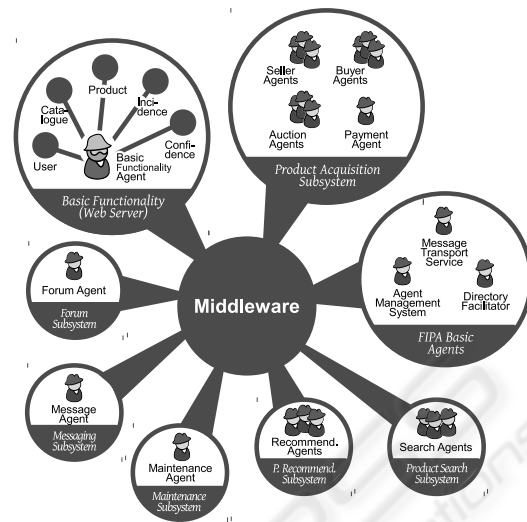 Product
Inci-
dence
Cata-
logue
Confi-
dence
User
Basic
Functionality
Agent
Basic Functionality
(Web Server)
Seller
Agents
Buyer
Agents
Auction
Agents
Payment
Agent
Product Acquisition
Subsystem
Message
Transport
Service
Agent
Management
System
Directory
Facilitator
FIPA Basic
Agents
Middleware
Forum Agent
Forum
Subsystem
Message
Agent
Messaging
Subsystem
Maintenance
Agent
Maintenance
Subsystem
Recommend.
Agents
P. Recommend.
Subsystem
Search Agents
Product Search
Subsystem